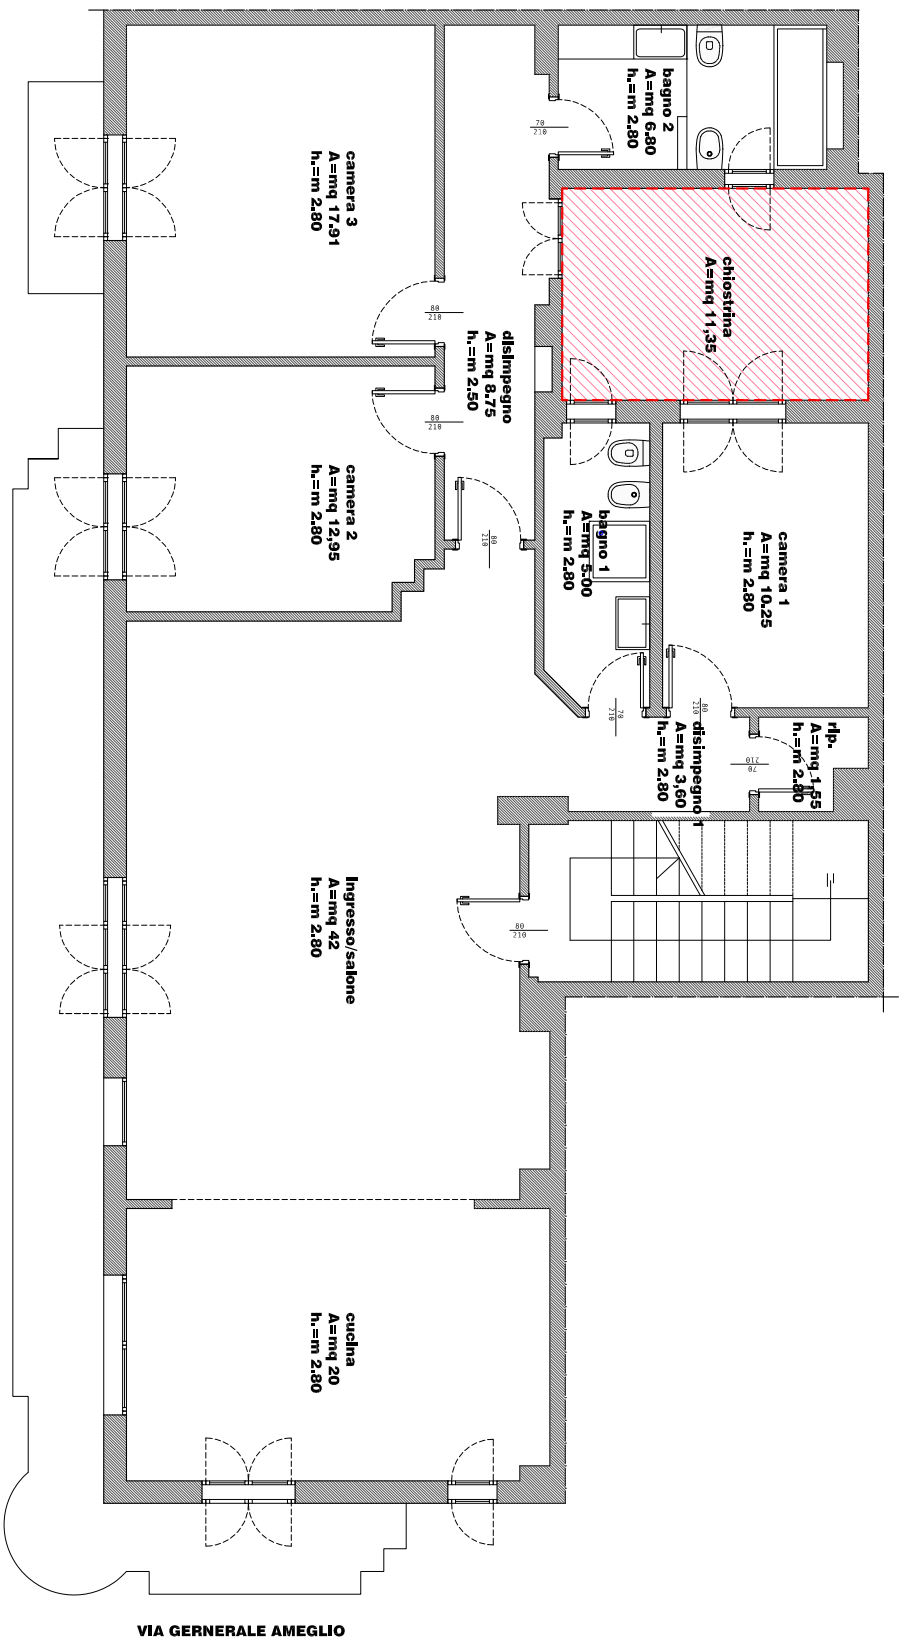 bagno 2
A=mq 6.80
h.=m 2.80
70
210
camera 3
A=mq 17.91
h.=m 2.80
chiostrina
A=mq 11,35
80
210
disimpegno
A=mq 8.75
h.=m 2.50
80
210
camera 2
A=mq 12,95
h.=m 2.80
80
210
bagno 1
A=mq 5.00
h.=m 2.80
camera 1
A=mq 10.25
h.=m 2.80
70
210
80
210
disimpegno 1
A=mq 3,60
h.=m 2.80
70
210
rip.
A=mq 1,55
h.=m 2.80
Ingresso/salone
A=mq 42
h.=m 2.80
80
210
cucina
A=mq 20
h.=m 2.80
VIA GERNERALE AMEGLIO